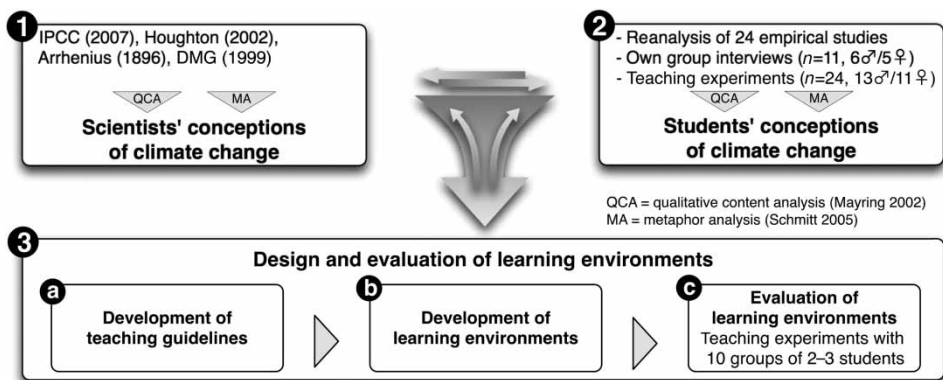 1
IPCC (2007), Houghton (2002),
Arrhenius (1896), DMG (1999)
QCA MA
Scientists' conceptions
of climate change
2
- Reanalysis of 24 empirical studies
- Own group interviews (n=11, 6♂/5♀)
- Teaching experiments (n=24, 13♂/11♀)
QCA MA
Students' conceptions
of climate change
QCA = qualitative content analysis (Mayring 2002)
MA = metaphor analysis (Schmitt 2005)
3
Design and evaluation of learning environments
a
Development of
teaching guidelines
b
Development of
learning environments
c
Evaluation of
learning environments
Teaching experiments with
10 groups of 2–3 students